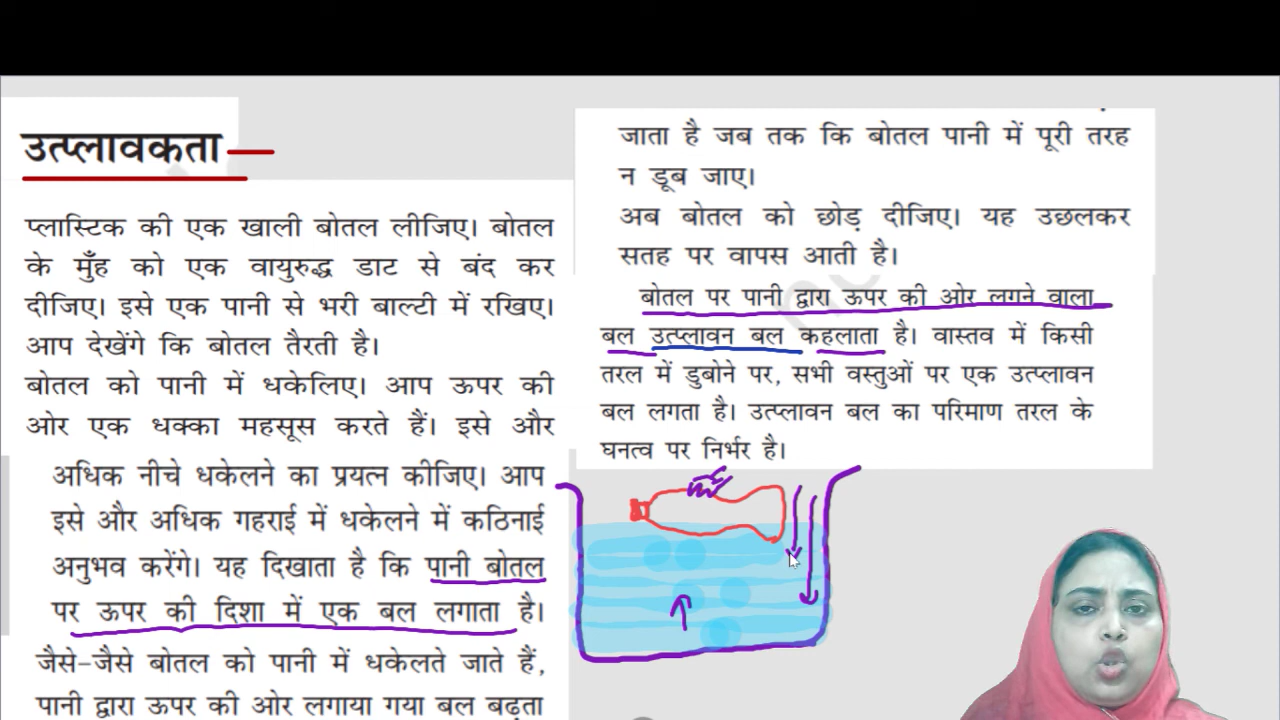 उत्प्लावकता
प्लास्टिक की एक खाली बोतल लीजिए। बोतल
के मुँह को एक वायुरुद्ध डाट से बंद कर
दीजिए। इसे एक पानी से भरी बाल्टी में रखिए।
आप देखेंगे कि बोतल तैरती है।
बोतल को पानी में धकेलिए। आप ऊपर की
ओर एक धक्का महसूस करते हैं। इसे और
अधिक नीचे धकेलने का प्रयत्न कीजिए। आप
इसे और अधिक गहराई में धकेलने में कठिनाई
अनुभव करेंगे। यह दिखाता है कि पानी बोतल
पर ऊपर की दिशा में एक बल लगाता है।
जैसे-जैसे बोतल को पानी में धकेलते जाते हैं,
पानी द्वारा ऊपर की ओर लगाया गया बल बढ़ता
जाता है जब तक कि बोतल पानी में पूरी तरह
न डूब जाए।
अब बोतल को छोड़ दीजिए। यह उछलकर
सतह पर वापस आती है।
बोतल पर पानी द्वारा ऊपर की ओर लगने वाला
बल उत्प्लावन बल कहलाता है। वास्तव में किसी
तरल में डुबोने पर, सभी वस्तुओं पर एक उत्प्लावन
बल लगता है। उत्प्लावन बल का परिमाण तरल के
घनत्व पर निर्भर है।